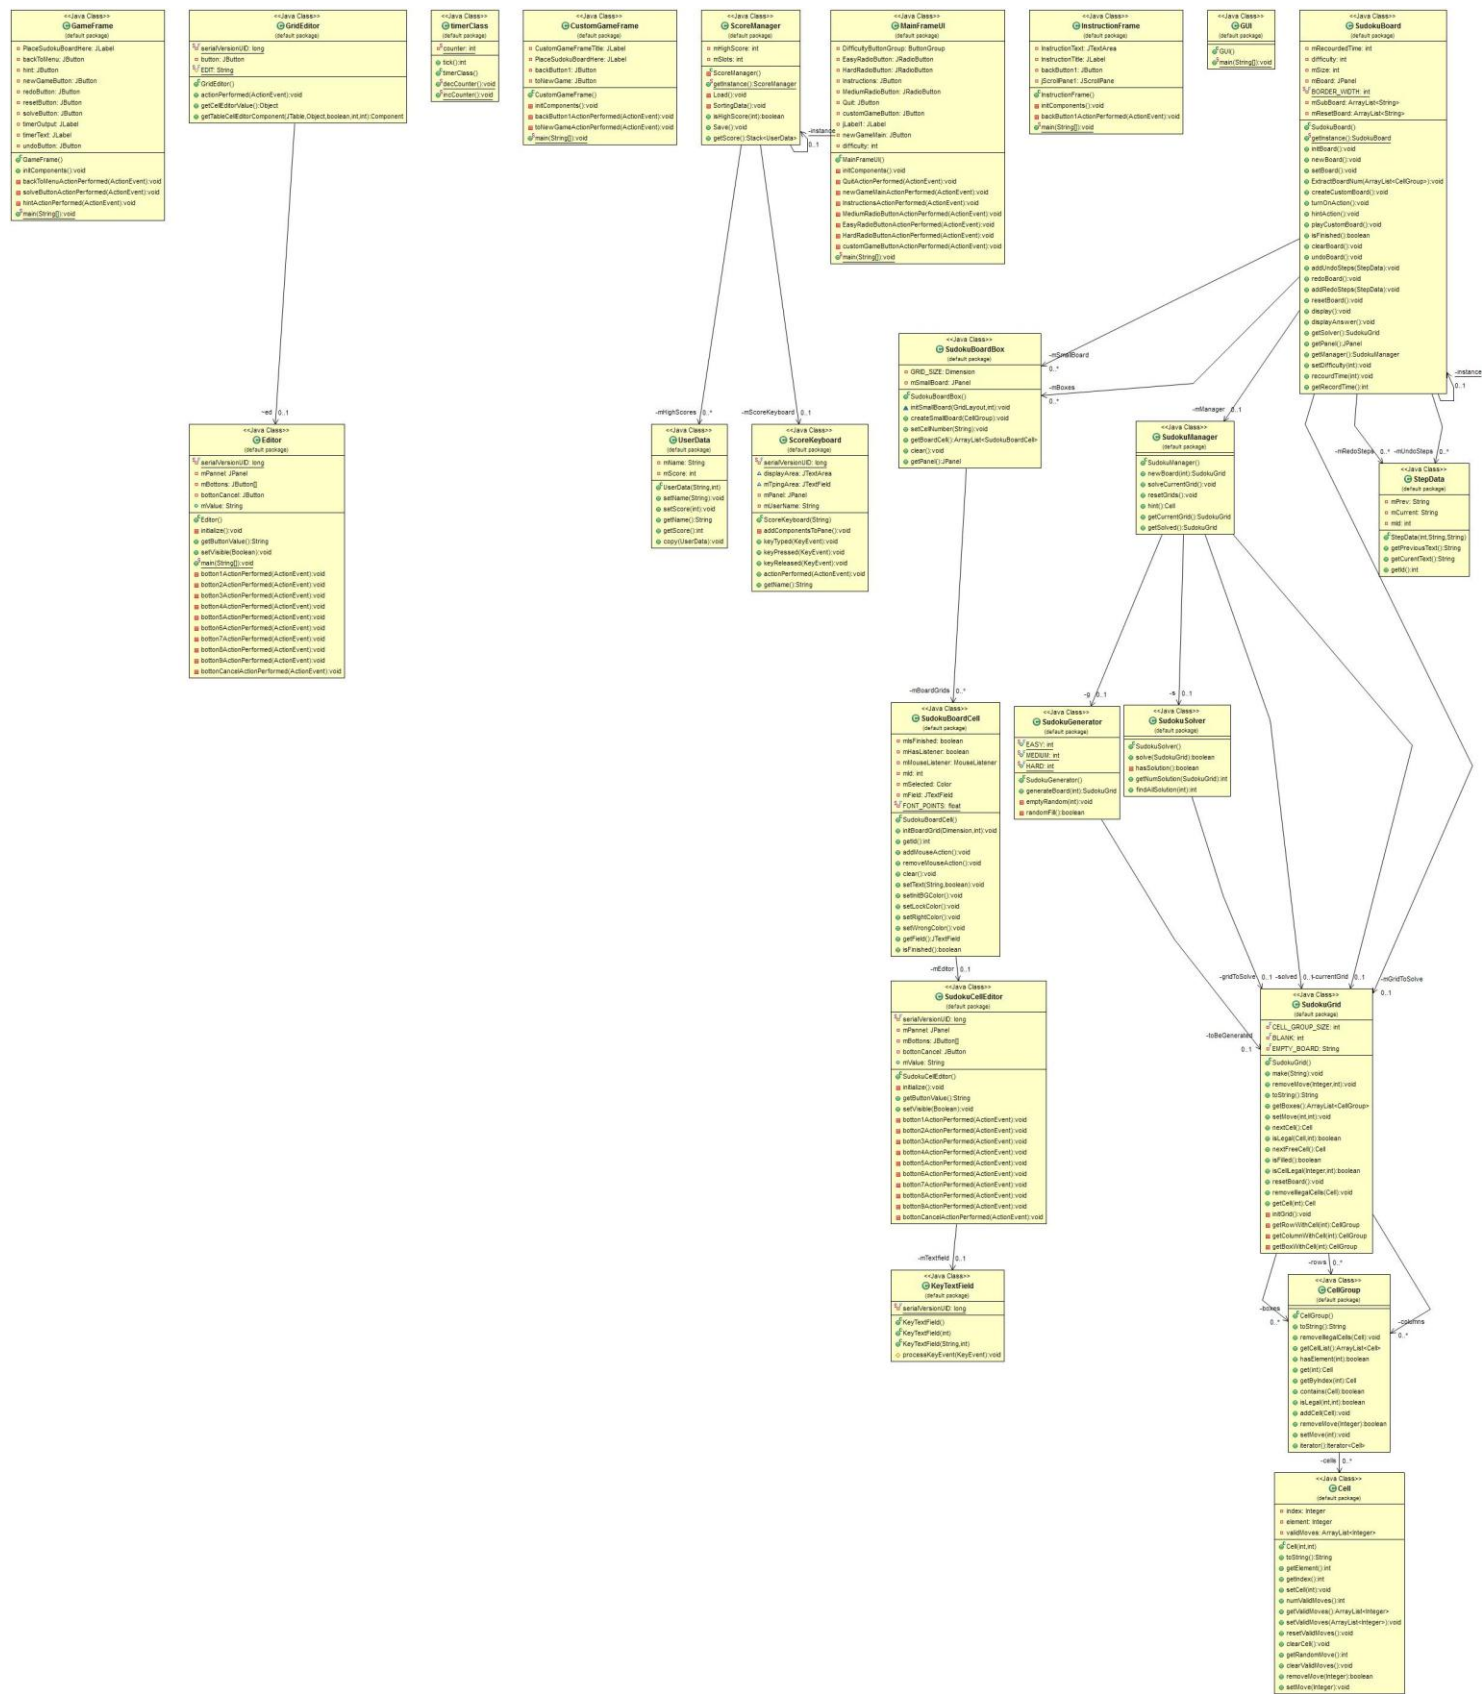 <<Java Class>>
GameFrame
(default package)
PlaceSudokuBoardHere: JLabel
backToMenu: JButton
hint: JButton
newGameButton: JButton
redoButton: JButton
resetButton: JButton
solveButton: JButton
timerOutput: JLabel
timerText: JLabel
undoButton: JButton
GameFrame()
initComponents():void
backToMenuActionPerformed(ActionEvent):void
solveButtonActionPerformed(ActionEvent):void
hintActionPerformed(ActionEvent):void
main(String[]):void
<<Java Class>>
GridEditor
(default package)
serialVersionUID: long
button: JButton
EDIT: String
GridEditor()
actionPerformed(ActionEvent):void
getCellEditorValue():Object
getTableCellEditorComponent(JTable,Object,boolean,int,int):Component
<<Java Class>>
timerClass
(default package)
counter: int
tick():int
timerClass()
decCounter():void
incCounter():void
<<Java Class>>
CustomGameFrame
(default package)
CustomGameFrameTitle: JLabel
PlaceSudokuBoardHere: JLabel
backButton1: JButton
toNewGame: JButton
CustomGameFrame()
initComponents():void
backButton1ActionPerformed(ActionEvent):void
toNewGameActionPerformed(ActionEvent):void
main(String[]):void
<<Java Class>>
ScoreManager
(default package)
mHighScore: int
mSlots: int
ScoreManager()
getInstance():ScoreManager
Load():void
SortingData():void
isHighScore(int):boolean
Save():void
getScore():Stack<UserData>
-instance
0..1
<<Java Class>>
MainFrameUI
(default package)
DifficultyButtonGroup: ButtonGroup
EasyRadioButton: JRadioButton
HardRadioButton: JRadioButton
Instructions: JButton
MediumRadioButton: JRadioButton
Quit: JButton
customGameButton: JButton
jLabel1: JLabel
newGameMain: JButton
difficulty: int
MainFrameUI()
initComponents():void
QuitActionPerformed(ActionEvent):void
newGameMainActionPerformed(ActionEvent):void
InstructionsActionPerformed(ActionEvent):void
MediumRadioButtonActionPerformed(ActionEvent):void
EasyRadioButtonActionPerformed(ActionEvent):void
HardRadioButtonActionPerformed(ActionEvent):void
customGameButtonActionPerformed(ActionEvent):void
main(String[]):void
<<Java Class>>
InstructionFrame
(default package)
InstructionText: JTextArea
InstructionTitle: JLabel
backButton1: JButton
jScrollPane1: JScrollPane
InstructionFrame()
initComponents():void
backButton1ActionPerformed(ActionEvent):void
main(String[]):void
<<Java Class>>
GUI
(default package)
GUI()
main(String[]):void
<<Java Class>>
SudokuBoard
(default package)
mRecordedTime: int
difficulty: int
mSize: int
mBoard: JPanel
BORDER_WIDTH: int
mSubBoard: ArrayList<String>
mResetBoard: ArrayList<String>
SudokuBoard()
getInstance():SudokuBoard
initBoard():void
newBoard():void
setBoard():void
ExtractBoardNum(ArrayList<CellGroup>):void
createCustomBoard():void
turnOnAction():void
hintAction():void
playCustomBoard():void
isFinished():boolean
clearBoard():void
undoBoard():void
addUndoSteps(StepData):void
redoBoard():void
addRedoSteps(StepData):void
resetBoard():void
display():void
displayAnswer():void
getSolver():SudokuGrid
getPanel():JPanel
getManager():SudokuManager
setDifficulty(int):void
recourdTime(int):void
getRecordTime():int
-instance
0..1
-mSmallBoard
0..*
-mBoxes
0..*
-mManager
0..1
-mRedoSteps
0..*
-mUndoSteps
0..*
<<Java Class>>
SudokuBoardBox
(default package)
GRID_SIZE: Dimension
mSmallBoard: JPanel
SudokuBoardBox()
initSmallBoard(GridLayout,int):void
createSmallBoard(CellGroup):void
setCellNumber(String):void
getBoardCell():ArrayList<SudokuBoardCell>
clean():void
getPanel():JPanel
~ed 0..1
<<Java Class>>
Editor
(default package)
serialVersionUID: long
mPannel: JPanel
mBottons: JButton[]
bottonCancel: JButton
mValue: String
Editor()
initialize():void
getButtonValue():String
setVisible(Boolean):void
main(String[]):void
botton1ActionPerformed(ActionEvent):void
botton2ActionPerformed(ActionEvent):void
botton3ActionPerformed(ActionEvent):void
botton4ActionPerformed(ActionEvent):void
botton5ActionPerformed(ActionEvent):void
botton6ActionPerformed(ActionEvent):void
botton7ActionPerformed(ActionEvent):void
botton8ActionPerformed(ActionEvent):void
botton9ActionPerformed(ActionEvent):void
bottonCancelActionPerformed(ActionEvent):void
-mHighScores 0..*
<<Java Class>>
UserData
(default package)
mName: String
mScore: int
UserData(String,int)
setName(String):void
setScore(int):void
getName():String
getScore():int
copy(UserData):void
-mScoreKeyboard 0..1
<<Java Class>>
ScoreKeyboard
(default package)
serialVersionUID: long
displayArea: JTextArea
mTpingArea: JTextField
mPanel: JPanel
mUserName: String
ScoreKeyboard(String)
addComponentsToPane():void
keyTyped(KeyEvent):void
keyPressed(KeyEvent):void
keyReleased(KeyEvent):void
actionPerformed(ActionEvent):void
getName():String
<<Java Class>>
SudokuManager
(default package)
SudokuManager()
newBoard(int):SudokuGrid
solveCurrentGrid():void
resetGrids():void
hint():Cell
getCurrentGrid():SudokuGrid
getSolved():SudokuGrid
<<Java Class>>
StepData
(default package)
mPrev: String
mCurrent: String
mId: int
StepData(int,String,String)
getPreviousText():String
getCurentText():String
getId():int
-mBoardGrids 0..*
<<Java Class>>
SudokuBoardCell
(default package)
mIsFinished: boolean
mHasListener: boolean
mMouseListener: MouseListener
mId: int
mSelected: Color
mField: JTextField
FONT_POINTS: float
SudokuBoardCell()
initBoardGrid(Dimension,int):void
getId():int
addMouseAction():void
removeMouseAction():void
clear():void
setText(String,boolean):void
setInitBGColor():void
setLockColor():void
setRightColor():void
setWrongColor():void
getField():JTextField
isFinished():boolean
-g 0..1
<<Java Class>>
SudokuGenerator
(default package)
EASY: int
MEDIUM: int
HARD: int
SudokuGenerator()
generateBoard(int):SudokuGrid
emptyRandom(int):void
randomFill():boolean
-s 0..1
<<Java Class>>
SudokuSolver
(default package)
SudokuSolver()
solve(SudokuGrid):boolean
hasSolution():boolean
getNumSolution(SudokuGrid):int
findAllSolution(int):int
-mEditor 0..1
<<Java Class>>
SudokuCellEditor
(default package)
serialVersionUID: long
mPannel: JPanel
mBottons: JButton[]
bottonCancel: JButton
mValue: String
SudokuCellEditor()
initialize():void
getButtonValue():String
setVisible(Boolean):void
botton1ActionPerformed(ActionEvent):void
botton2ActionPerformed(ActionEvent):void
botton3ActionPerformed(ActionEvent):void
botton4ActionPerformed(ActionEvent):void
botton5ActionPerformed(ActionEvent):void
botton6ActionPerformed(ActionEvent):void
botton7ActionPerformed(ActionEvent):void
botton8ActionPerformed(ActionEvent):void
botton9ActionPerformed(ActionEvent):void
bottonCancelActionPerformed(ActionEvent):void
-gridToSolve 0..1
-solved 0..1
-currentGrid 0..1
-mGridToSolve
0..1
-toBeGenerated
0..1
<<Java Class>>
SudokuGrid
(default package)
CELL_GROUP_SIZE: int
BLANK: int
EMPTY_BOARD: String
SudokuGrid()
make(String):void
removeMove(Integer,int):void
toString():String
getBoxes():ArrayList<CellGroup>
setMove(int,int):void
nextCell():Cell
isLegal(Cell,int):boolean
nextFreeCell():Cell
isFilled():boolean
isCellLegal(Integer,int):boolean
resetBoard():void
removeIllegalCells(Cell):void
getCell(int):Cell
initGrid():void
getRowWithCell(int):CellGroup
getColumnWithCell(int):CellGroup
getBoxWithCell(int):CellGroup
-mTextfield 0..1
<<Java Class>>
KeyTextField
(default package)
serialVersionUID: long
KeyTextField()
KeyTextField(int)
KeyTextField(String,int)
processKeyEvent(KeyEvent):void
-rows 0..*
-boxes
0..*
-columns
0..*
<<Java Class>>
CellGroup
(default package)
CellGroup()
toString():String
removeIllegalCells(Cell):void
getCellList():ArrayList<Cell>
hasElement(int):boolean
get(int):Cell
getByIndex(int):Cell
contains(Cell):boolean
isLegal(int,int):boolean
addCell(Cell):void
removeMove(Integer):boolean
setMove(int):void
iterator():Iterator<Cell>
-cells 0..*
<<Java Class>>
Cell
(default package)
index: Integer
element: Integer
validMoves: ArrayList<Integer>
Cell(int,int)
toString():String
getElement():int
getIndex():int
setCell(int):void
numValidMoves():int
getValidMoves():ArrayList<Integer>
setValidMoves(ArrayList<Integer>):void
resetValidMoves():void
clearCell():void
getRandomMove():int
clearValidMoves():void
removeMove(Integer):boolean
setMove(Integer):void